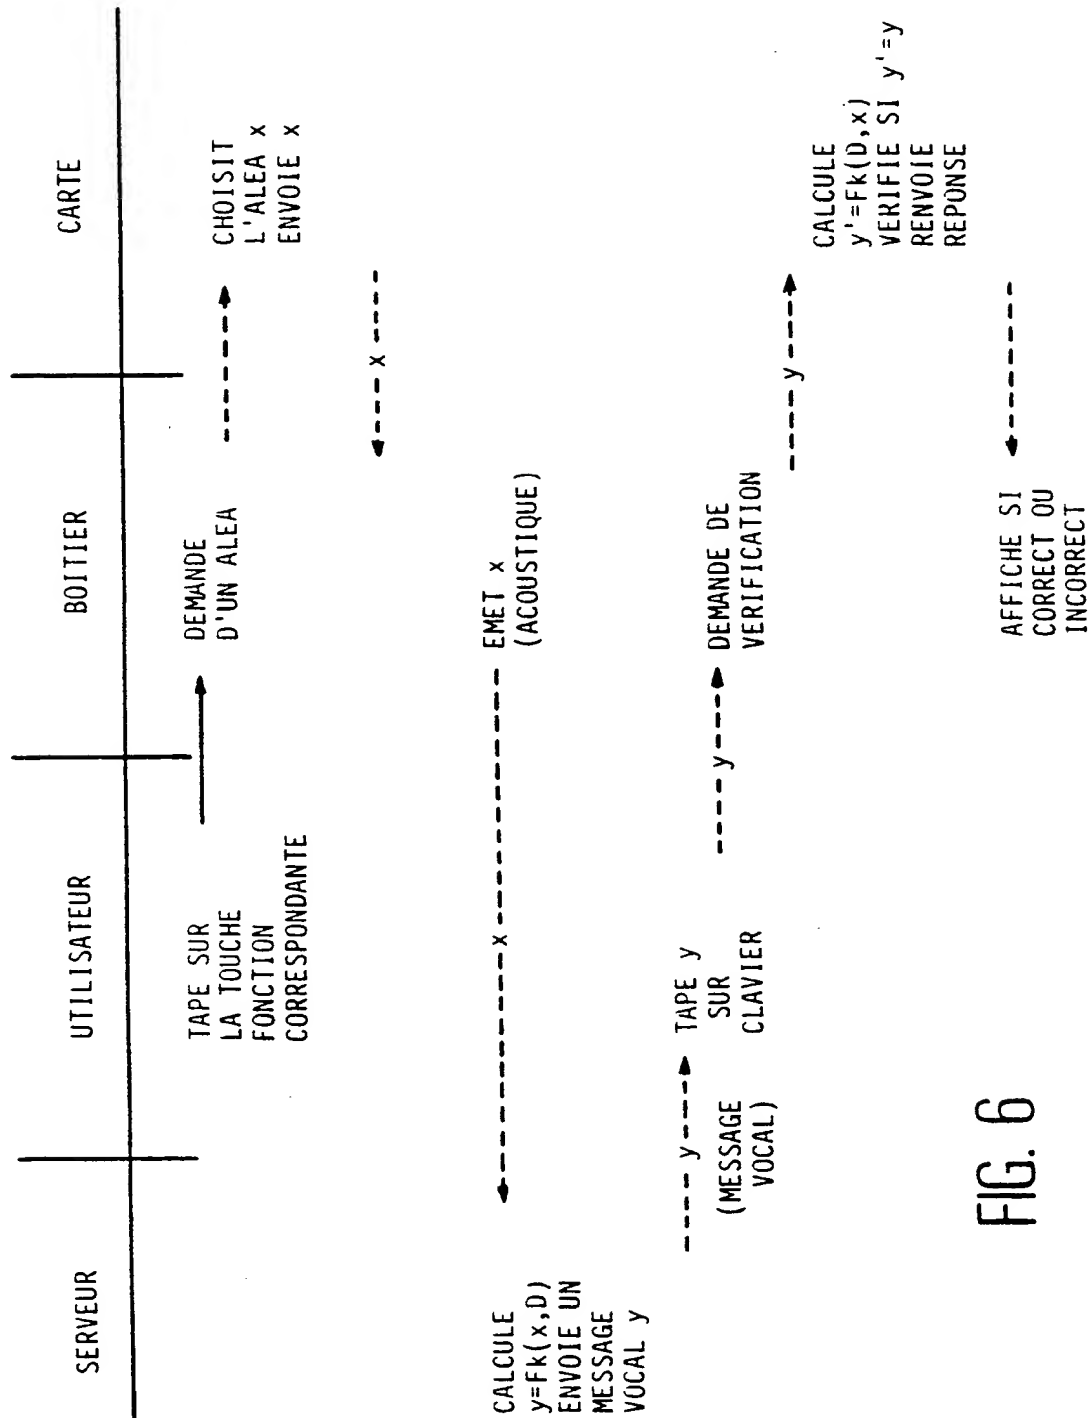 SERVEUR
UTILISATEUR
BOITIER
CARTE
TAPE SUR
LA TOUCHE
FONCTION
CORRESPONDANTE
DEMANDE
D'UN ALEA
CHOISIT
L'ALEA x
ENVOIE x
x
EMET x
(ACOUSTIQUE)
x
CALCULE
y=Fk(x,D)
ENVOIE UN
MESSAGE
VOCAL y
y
(MESSAGE
VOCAL)
TAPE y
SUR
CLAVIER
y
DEMANDE DE
VERIFICATION
y
CALCULE
y'=Fk(D,x)
VERIFIE SI y'=y
RENVOIE
REPONSE
AFFICHE SI
CORRECT OU
INCORRECT
FIG. 6